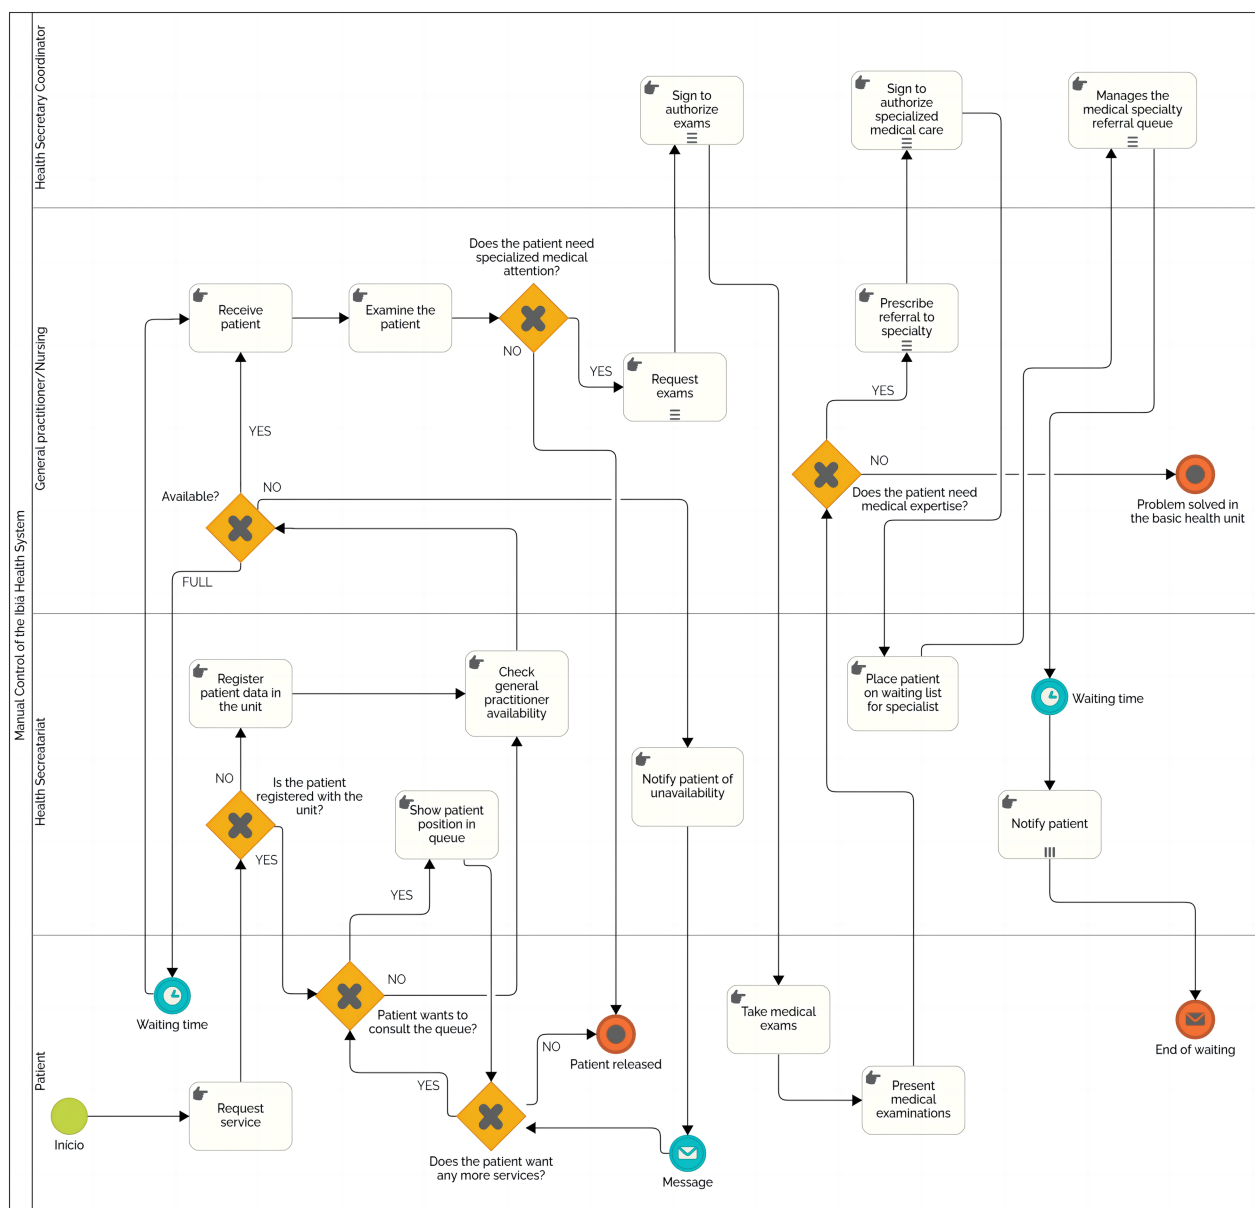 Manual Control of the Ibiá Health System
Health Secretary Coordinator
Sign to
authorize
exams
Sign to
authorize
specialized
medical care
Manages the
medical specialty
referral queue
General practitioner/Nursing
Receive
patient
Examine the
patient
Does the patient need
specialized medical
attention?
NO
YES
Request
exams
Prescribe
referral to
specialty
YES
NO
Does the patient need
medical expertise?
Problem solved in
the basic health unit
YES
Available?
NO
FULL
Health Secreatariat
Register
patient data in
the unit
Check
general
practitioner
availability
Place patient
on waiting list
for specialist
Waiting time
NO
Is the patient
registered with the
unit?
YES
Show patient
position in
queue
Notify patient of
unavailability
Notify patient
YES
Patient
Waiting time
NO
Patient wants to
consult the queue?
Take medical
exams
End of waiting
NO
Patient released
YES
Início
Request
service
Present
medical
examinations
Does the patient want
any more services?
Message